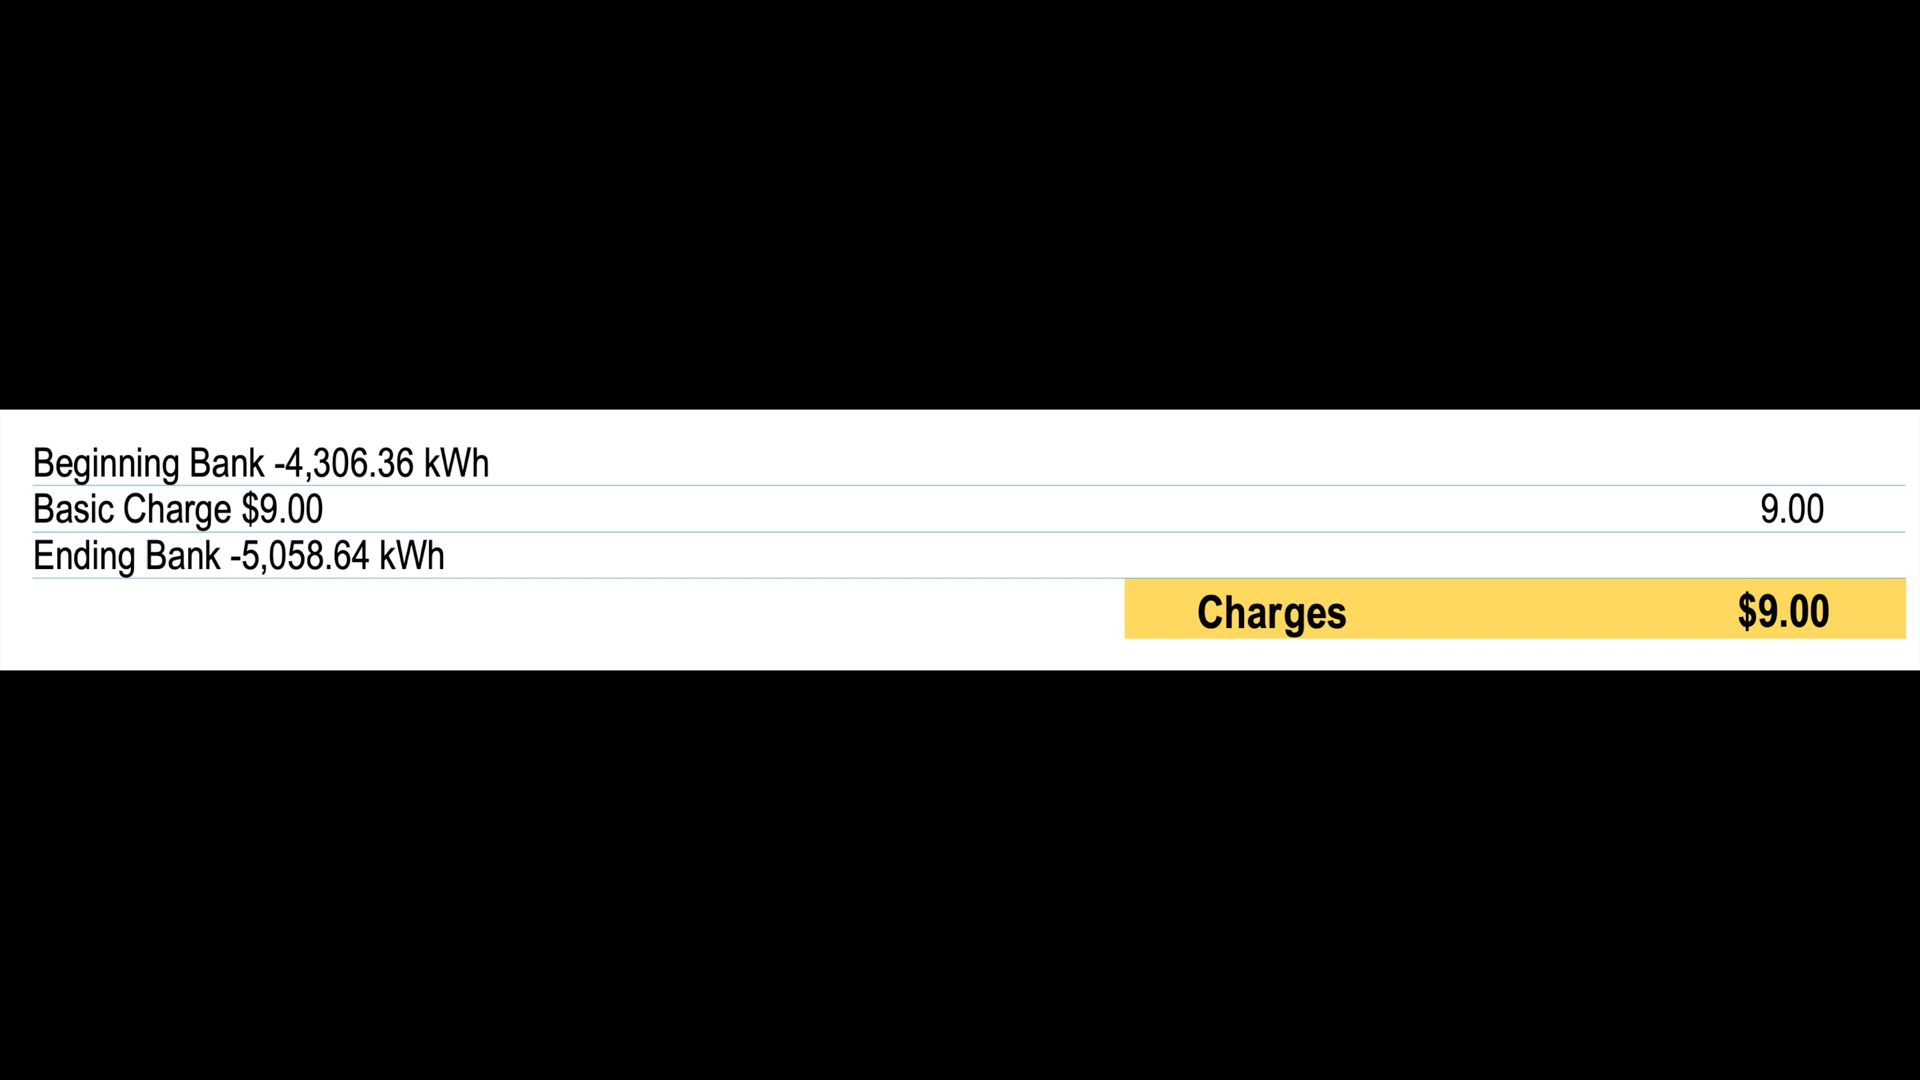 Beginning Bank -4,306.36 kWh
Basic Charge $9.00 9.00
Ending Bank -5,058.64 kWh
Charges $9.00